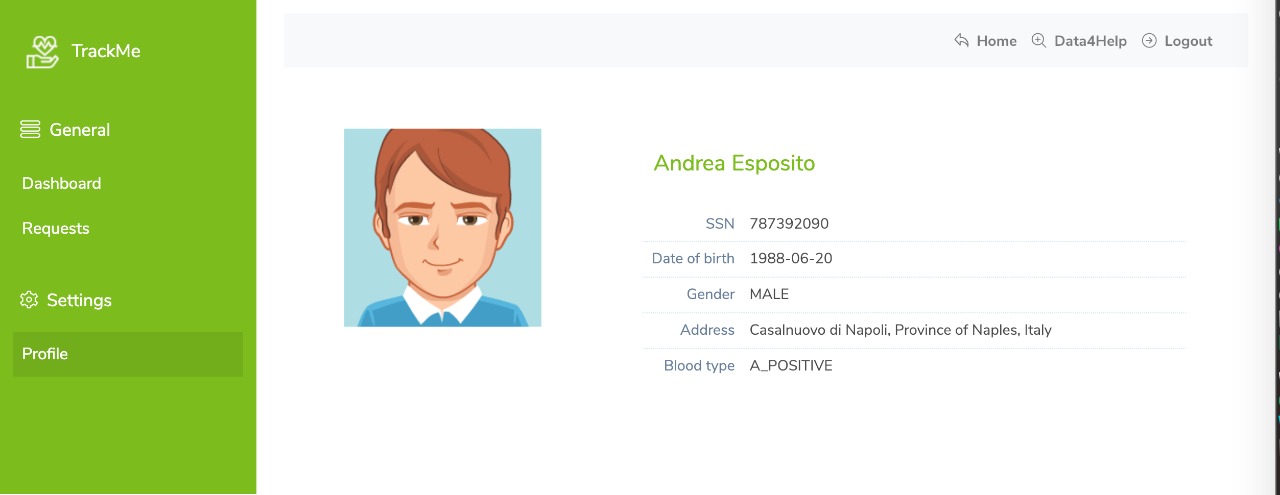 TrackMe
Home Data4Help Logout
General
Dashboard
Requests
Settings
Profile
Andrea Esposito
SSN 787392090
Date of birth 1988-06-20
Gender MALE
Address Casalnuovo di Napoli, Province of Naples, Italy
Blood type A_POSITIVE